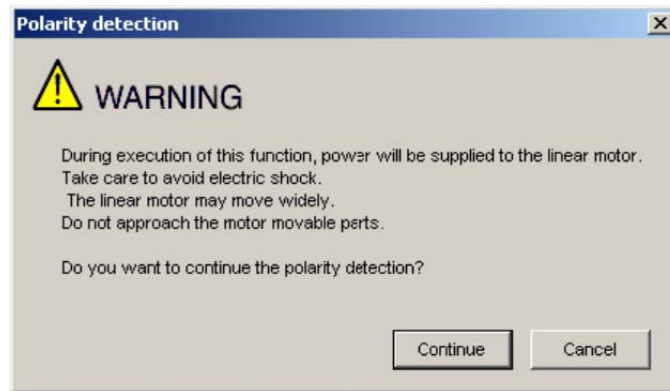 Polarity detection
WARNING
During execution of this function, power will be supplied to the linear motor.
Take care to avoid electric shock.
The linear motor may move widely.
Do not approach the motor movable parts.
Do you want to continue the polarity detection?
Continue
Cancel